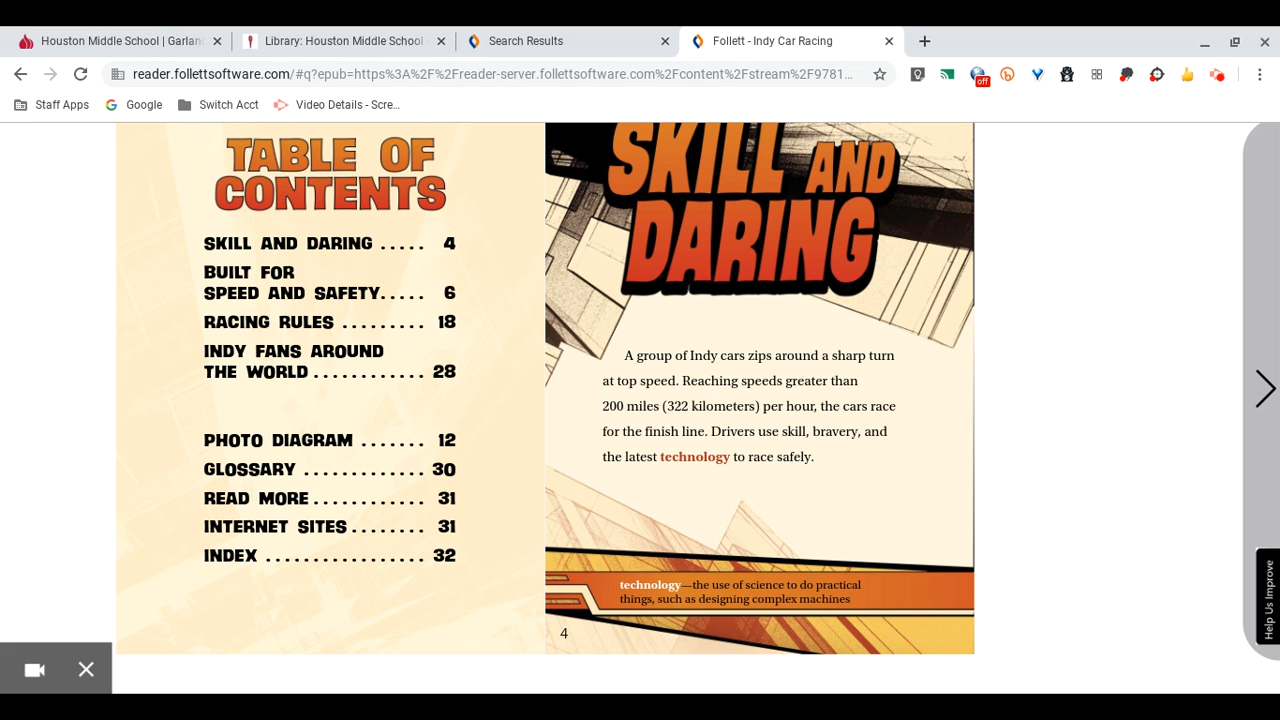 Houston Middle School | Garlan
Library: Houston Middle School -
Search Results
Follett - Indy Car Racing
reader.follettsoftware.com/#q?epub=https%3A%2F%2Freader-server.follettsoftware.com%2Fcontent%2Fstream%2F9781...
off
Staff Apps
Google
Switch Acct
Video Details - Scre...
TABLE OF
CONTENTS
SKILL AND DARING ..... 4
BUILT FOR
SPEED AND SAFETY..... 6
RACING RULES ......... 18
INDY FANS AROUND
THE WORLD ............ 28
PHOTO DIAGRAM ....... 12
GLOSSARY ............. 30
READ MORE ............ 31
INTERNET SITES ........ 31
INDEX ................. 32
SKILL AND
DARING
A group of Indy cars zips around a sharp turn
at top speed. Reaching speeds greater than
200 miles (322 kilometers) per hour, the cars race
for the finish line. Drivers use skill, bravery, and
the latest technology to race safely.
technology—the use of science to do practical
things, such as designing complex machines
4
Help Us Improve